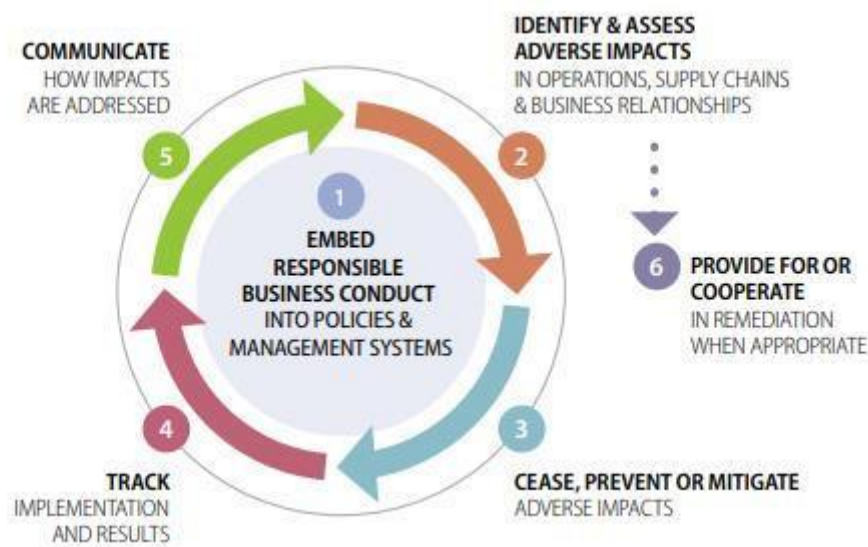 COMMUNICATE
HOW IMPACTS
ARE ADDRESSED
5
IDENTIFY & ASSESS
ADVERSE IMPACTS
IN OPERATIONS, SUPPLY CHAINS
& BUSINESS RELATIONSHIPS
2
1
EMBED
RESPONSIBLE
BUSINESS CONDUCT
INTO POLICIES &
MANAGEMENT SYSTEMS
6
PROVIDE FOR OR
COOPERATE
IN REMEDIATION
WHEN APPROPRIATE
4
TRACK
IMPLEMENTATION
AND RESULTS
3
CEASE, PREVENT OR MITIGATE
ADVERSE IMPACTS